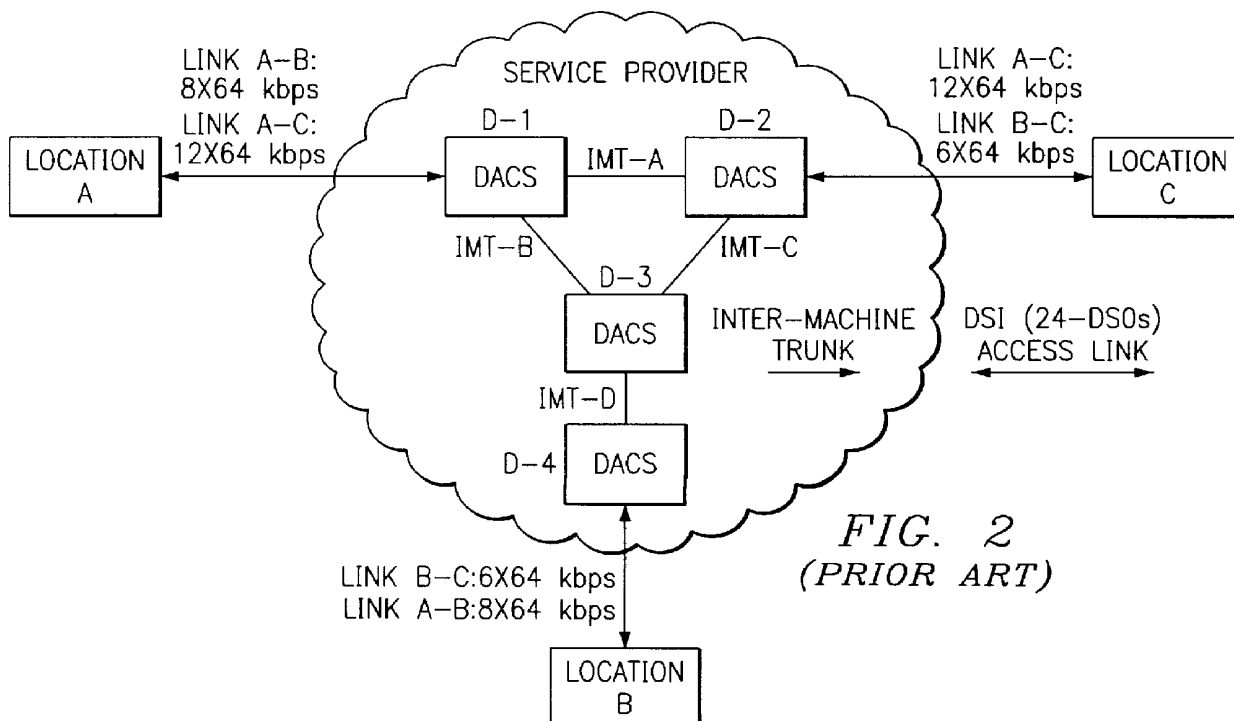 LINK A-B:
8X64 kbps
LINK A-C:
12X64 kbps
SERVICE PROVIDER
LINK A-C:
12X64 kbps
LINK B-C:
6X64 kbps
LOCATION
A
D-1
DACS
IMT-A
D-2
DACS
LOCATION
C
IMT-B
IMT-C
D-3
DACS
INTER-MACHINE
TRUNK
DSI (24-DSOs)
ACCESS LINK
IMT-D
D-4
DACS
LINK B-C:6X64 kbps
LINK A-B:8X64 kbps
LOCATION
B
FIG. 2
(PRIOR ART)